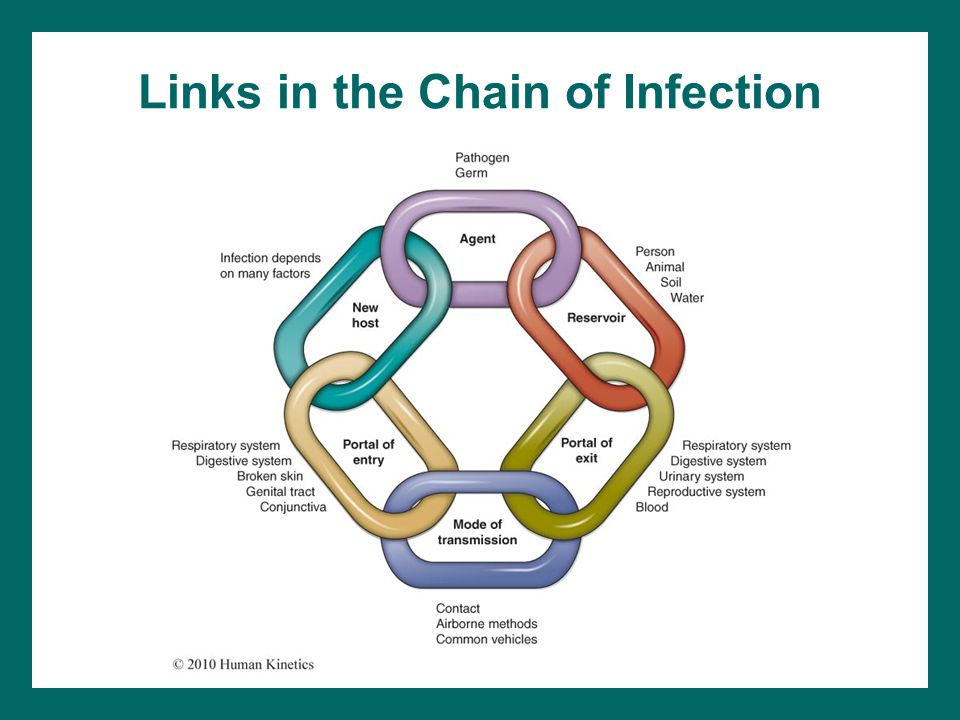 Links in the Chain of Infection
Pathogen
Germ
Agent
Person
Animal
Soil
Water
Reservoir
Portal of
exit
Respiratory system
Digestive system
Urinary system
Reproductive system
Blood
Mode of
transmission
Contact
Airborne methods
Common vehicles
Portal of
entry
Respiratory system
Digestive system
Broken skin
Genital tract
Conjunctiva
New
host
Infection depends
on many factors
© 2010 Human Kinetics